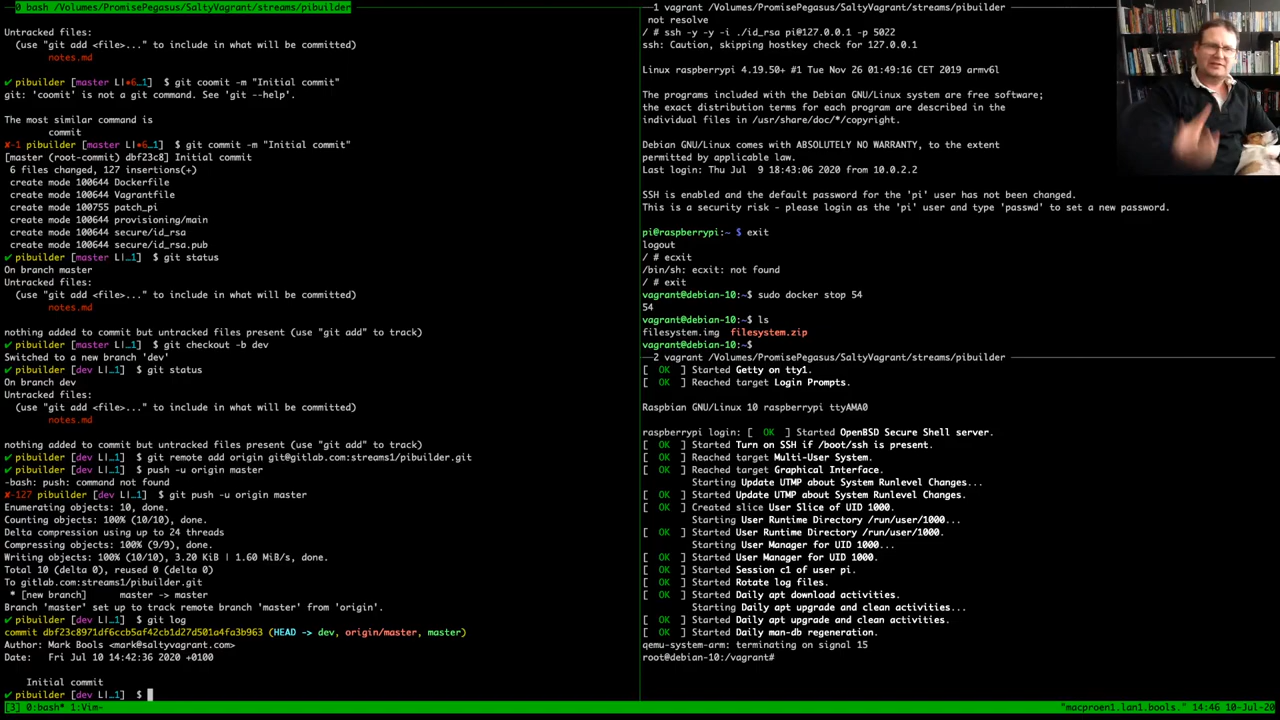 0 bash /Volumes/PromisePegasus/SaltyVagrant/streams/pibuilder
Untracked files:
(use "git add <file>..." to include in what will be committed)
notes.md
✔ pibuilder [master L|●6…1] $ git coomit -m "Initial commit"
git: 'coomit' is not a git command. See 'git --help'.
The most similar command is
commit
✘-1 pibuilder [master L|●6…1] $ git commit -m "Initial commit"
[master (root-commit) dbf23c8] Initial commit
6 files changed, 127 insertions(+)
create mode 100644 Dockerfile
create mode 100644 Vagrantfile
create mode 100755 patch_pi
create mode 100644 provisioning/main
create mode 100644 secure/id_rsa
create mode 100644 secure/id_rsa.pub
✔ pibuilder [master L|…1] $ git status
On branch master
Untracked files:
(use "git add <file>..." to include in what will be committed)
notes.md
nothing added to commit but untracked files present (use "git add" to track)
✔ pibuilder [master L|…1] $ git checkout -b dev
Switched to a new branch 'dev'
✔ pibuilder [dev L|…1] $ git status
On branch dev
Untracked files:
(use "git add <file>..." to include in what will be committed)
notes.md
nothing added to commit but untracked files present (use "git add" to track)
✔ pibuilder [dev L|…1] $ git remote add origin git@gitlab.com:streams1/pibuilder.git
✔ pibuilder [dev L|…1] $ push -u origin master
-bash: push: command not found
✘-127 pibuilder [dev L|…1] $ git push -u origin master
Enumerating objects: 10, done.
Counting objects: 100% (10/10), done.
Delta compression using up to 24 threads
Compressing objects: 100% (9/9), done.
Writing objects: 100% (10/10), 3.20 KiB | 1.60 MiB/s, done.
Total 10 (delta 0), reused 0 (delta 0)
To gitlab.com:streams1/pibuilder.git
* [new branch] master -> master
Branch 'master' set up to track remote branch 'master' from 'origin'.
✔ pibuilder [dev L|…1] $ git log
commit dbf23c8971df6ccb5af42cb1d27d501a4fa3b963 (HEAD -> dev, origin/master, master)
Author: Mark Bools <mark@saltyvagrant.com>
Date: Fri Jul 10 14:42:36 2020 +0100
Initial commit
✔ pibuilder [dev L|…1] $
1 vagrant /Volumes/PromisePegasus/SaltyVagrant/streams/pibuilder
not resolve
/ # ssh -y -y -i ./id_rsa pi@127.0.0.1 -p 5022
ssh: Caution, skipping hostkey check for 127.0.0.1
Linux raspberrypi 4.19.50+ #1 Tue Nov 26 01:49:16 CET 2019 armv6l
The programs included with the Debian GNU/Linux system are free software;
the exact distribution terms for each program are described in the
individual files in /usr/share/doc/*/copyright.
Debian GNU/Linux comes with ABSOLUTELY NO WARRANTY, to the extent
permitted by applicable law.
Last login: Thu Jul 9 18:43:06 2020 from 10.0.2.2
SSH is enabled and the default password for the 'pi' user has not been changed.
This is a security risk - please login as the 'pi' user and type 'passwd' to set a new password.
pi@raspberrypi:~ $ exit
logout
/ # ecxit
/bin/sh: ecxit: not found
/ # exit
vagrant@debian-10:~$ sudo docker stop 54
54
vagrant@debian-10:~$ ls
filesystem.img filesystem.zip
vagrant@debian-10:~$
2 vagrant /Volumes/PromisePegasus/SaltyVagrant/streams/pibuilder
[ OK ] Started Getty on tty1.
[ OK ] Reached target Login Prompts.
Raspbian GNU/Linux 10 raspberrypi ttyAMA0
raspberrypi login: [ OK ] Started OpenBSD Secure Shell server.
[ OK ] Started Turn on SSH if /boot/ssh is present.
[ OK ] Reached target Multi-User System.
[ OK ] Reached target Graphical Interface.
Starting Update UTMP about System Runlevel Changes...
[ OK ] Started Update UTMP about System Runlevel Changes.
[ OK ] Created slice User Slice of UID 1000.
Starting User Runtime Directory /run/user/1000...
[ OK ] Started User Runtime Directory /run/user/1000.
Starting User Manager for UID 1000...
[ OK ] Started User Manager for UID 1000.
[ OK ] Started Session c1 of user pi.
[ OK ] Started Rotate log files.
[ OK ] Started Daily apt download activities.
Starting Daily apt upgrade and clean activities...
[ OK ] Started Daily apt upgrade and clean activities.
[ OK ] Started Daily man-db regeneration.
qemu-system-arm: terminating on signal 15
root@debian-10:/vagrant#
[3] 0:bash* 1:Vim- "macproen1.lan1.bools." 14:46 10-Jul-20